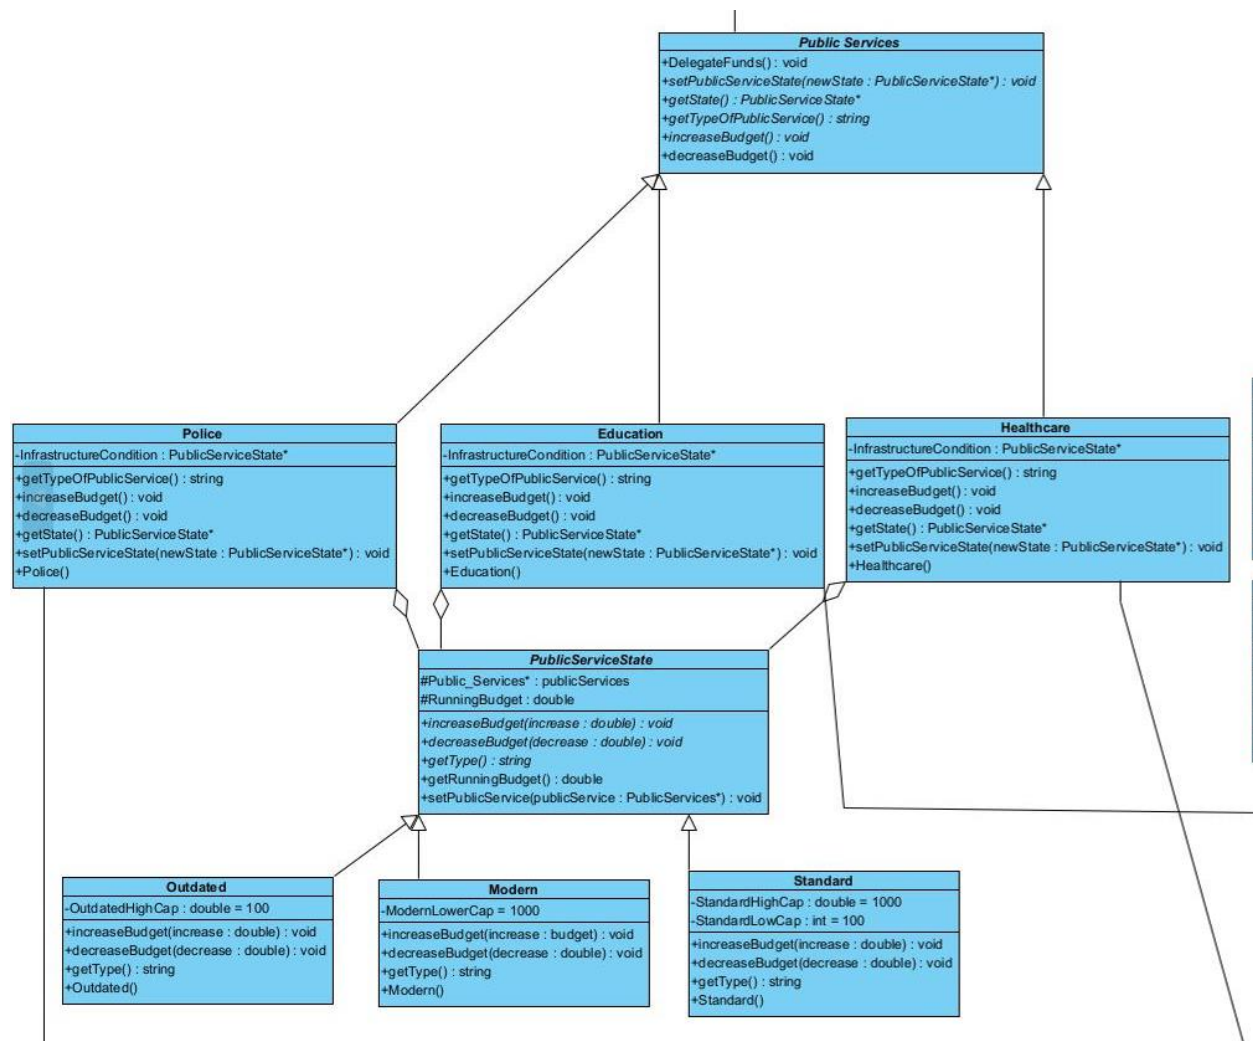 Public Services
+DelegateFunds() : void
+setPublicServiceState(newState : PublicServiceState*) : void
+getState() : PublicServiceState*
+getTypeOfPublicService() : string
+increaseBudget() : void
+decreaseBudget() : void
Police
-InfrastructureCondition : PublicServiceState*
+getTypeOfPublicService() : string
+increaseBudget() : void
+decreaseBudget() : void
+getState() : PublicServiceState*
+setPublicServiceState(newState : PublicServiceState*) : void
+Police()
Education
-InfrastructureCondition : PublicServiceState*
+getTypeOfPublicService() : string
+increaseBudget() : void
+decreaseBudget() : void
+getState() : PublicServiceState*
+setPublicServiceState(newState : PublicServiceState*) : void
+Education()
Healthcare
-InfrastructureCondition : PublicServiceState*
+getTypeOfPublicService() : string
+increaseBudget() : void
+decreaseBudget() : void
+getState() : PublicServiceState*
+setPublicServiceState(newState : PublicServiceState*) : void
+Healthcare()
PublicServiceState
#Public_Services* : publicServices
#RunningBudget : double
+increaseBudget(increase : double) : void
+decreaseBudget(decrease : double) : void
+getType() : string
+getRunningBudget() : double
+setPublicService(publicService : PublicServices*) : void
Outdated
-OutdatedHighCap : double = 100
+increaseBudget(increase : double) : void
+decreaseBudget(decrease : double) : void
+getType() : string
+Outdated()
Modern
-ModernLowerCap = 1000
+increaseBudget(increase : budget) : void
+decreaseBudget(decrease : double) : void
+getType() : string
+Modern()
Standard
-StandardHighCap : double = 1000
-StandardLowCap : int = 100
+increaseBudget(increase : double) : void
+decreaseBudget(decrease : double) : void
+getType() : string
+Standard()